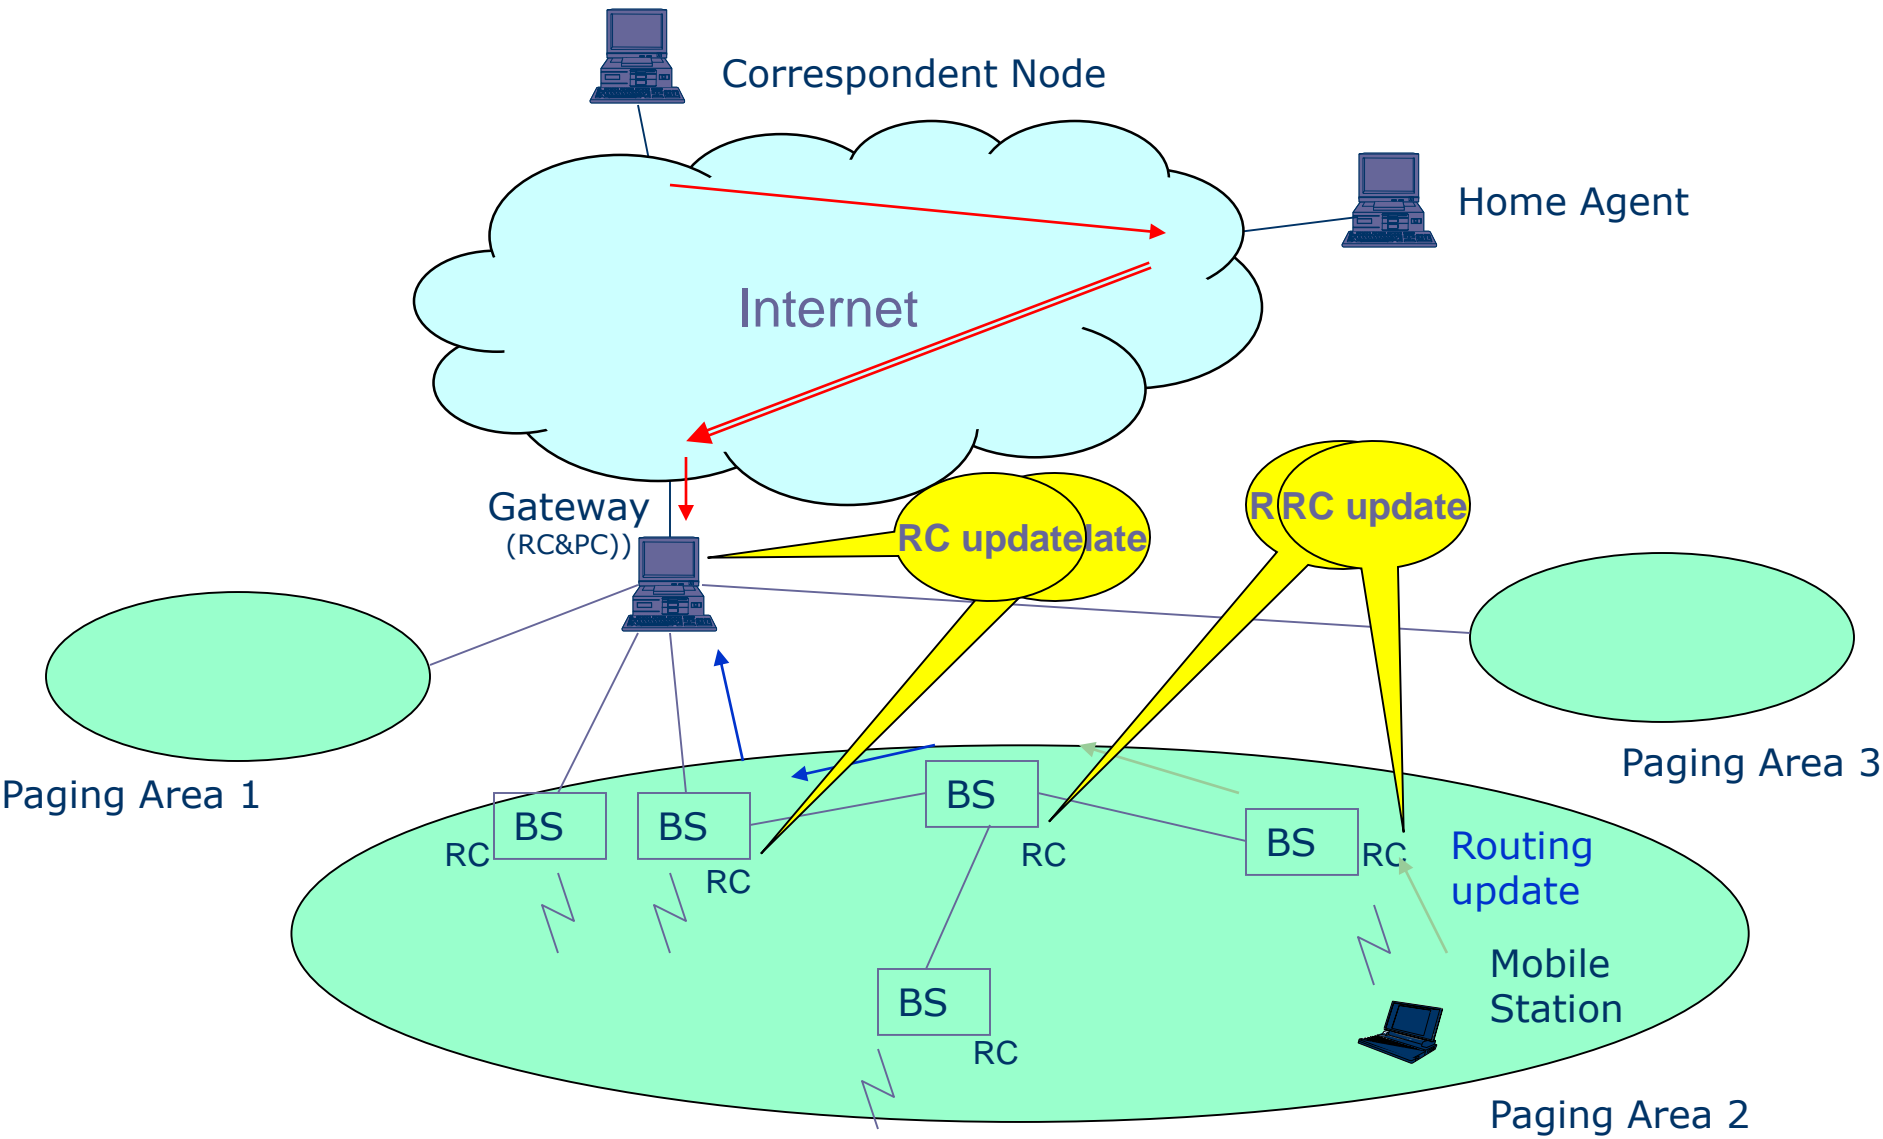 Correspondent Node
Home Agent
Internet
Gateway
(RC&PC))
RC update
late
R
RC update
Paging Area 1
Paging Area 3
BS
RC
BS
RC
BS
RC
BS
RC
Routing
update
BS
RC
Mobile
Station
Paging Area 2